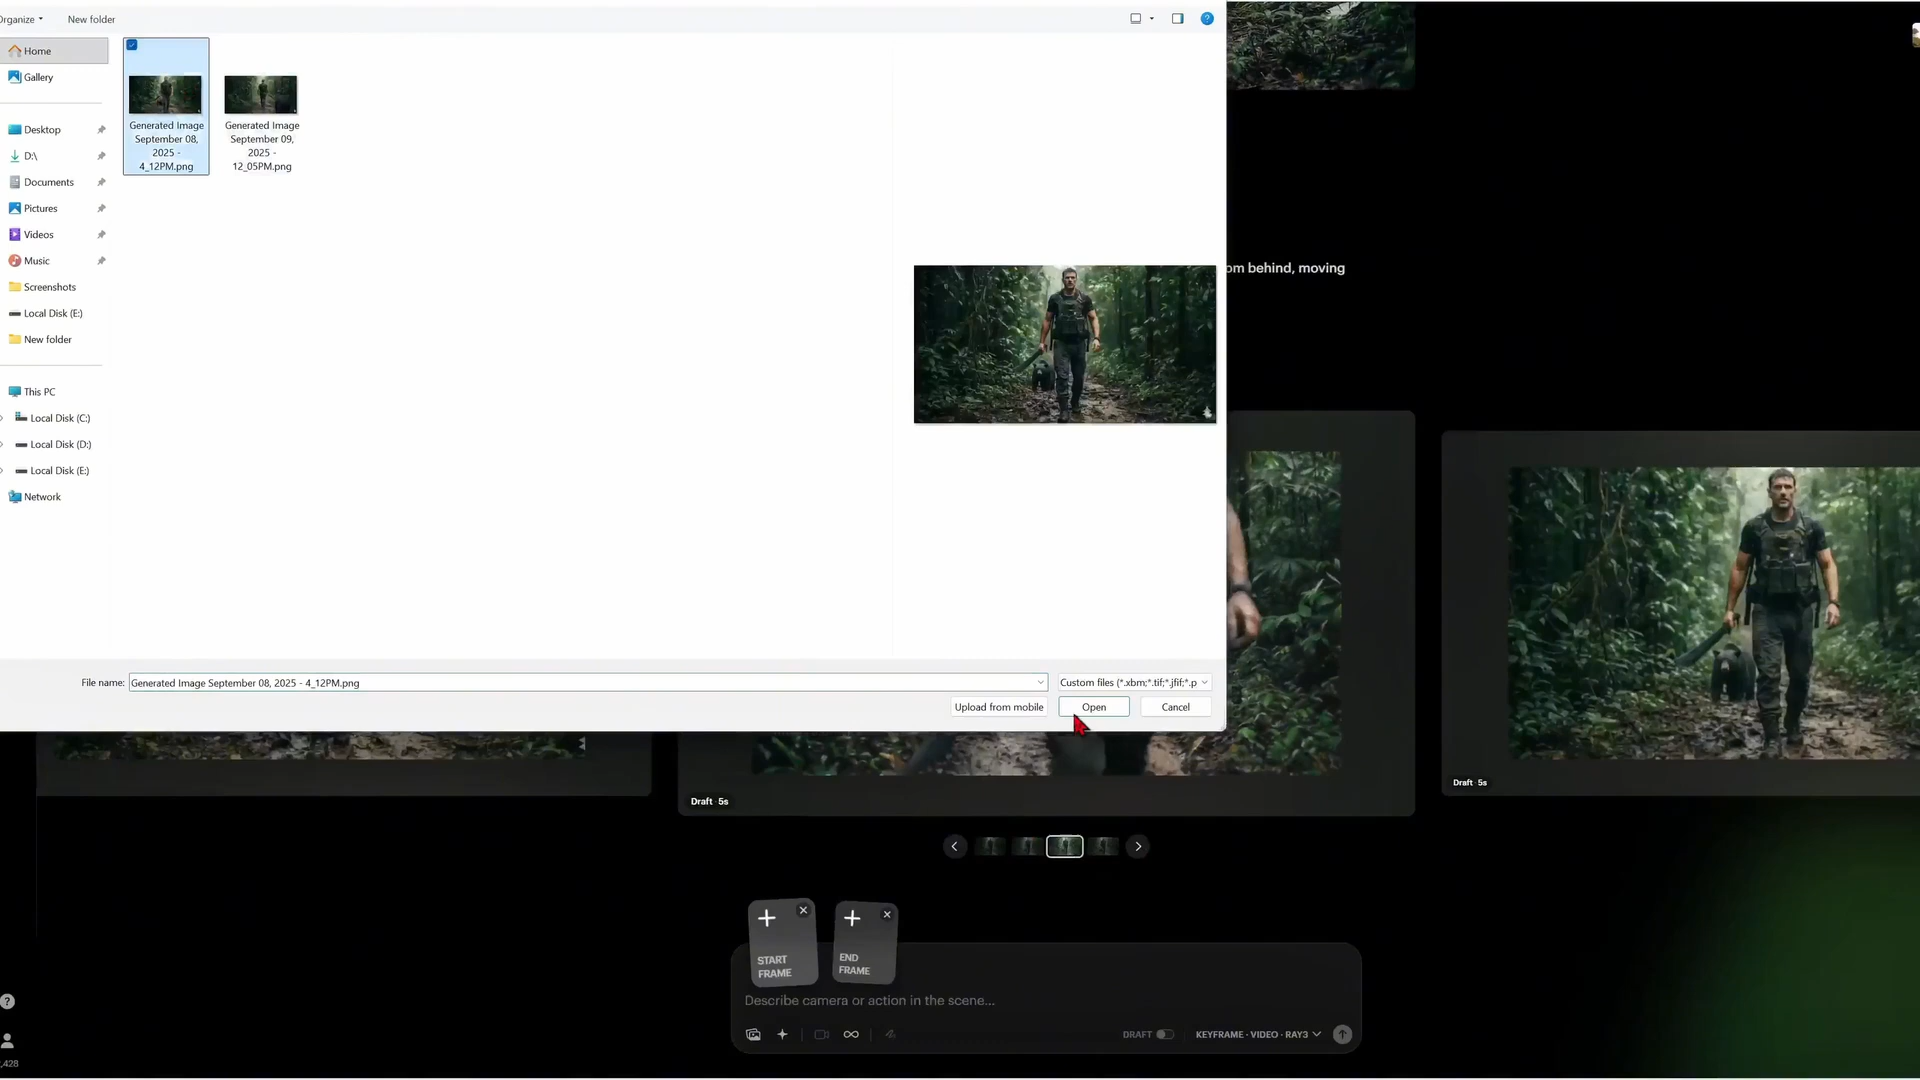 Organize
New folder
Home
Gallery
Desktop
D:\
Documents
Pictures
Videos
Music
Screenshots
Local Disk (E:)
New folder
This PC
Local Disk (C:)
Local Disk (D:)
Local Disk (E:)
Network
Generated Image
September 08,
2025 -
4_12PM.png
Generated Image
September 09,
2025 -
12_05PM.png
om behind, moving
File name:
Generated Image September 08, 2025 - 4_12PM.png
Custom files (*.xbm;*.tif;*.jfif;*.p
Upload from mobile
Open
Cancel
Draft · 5s
Draft · 5s
START
FRAME
END
FRAME
Describe camera or action in the scene...
DRAFT
KEYFRAME · VIDEO · RAY3
,428